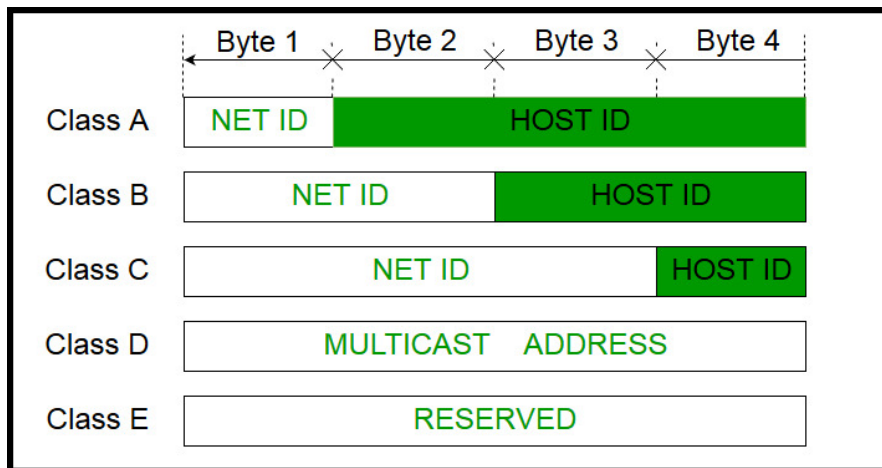 Byte 1 Byte 2 Byte 3 Byte 4
Class A NET ID HOST ID
Class B NET ID HOST ID
Class C NET ID HOST ID
Class D MULTICAST ADDRESS
Class E RESERVED